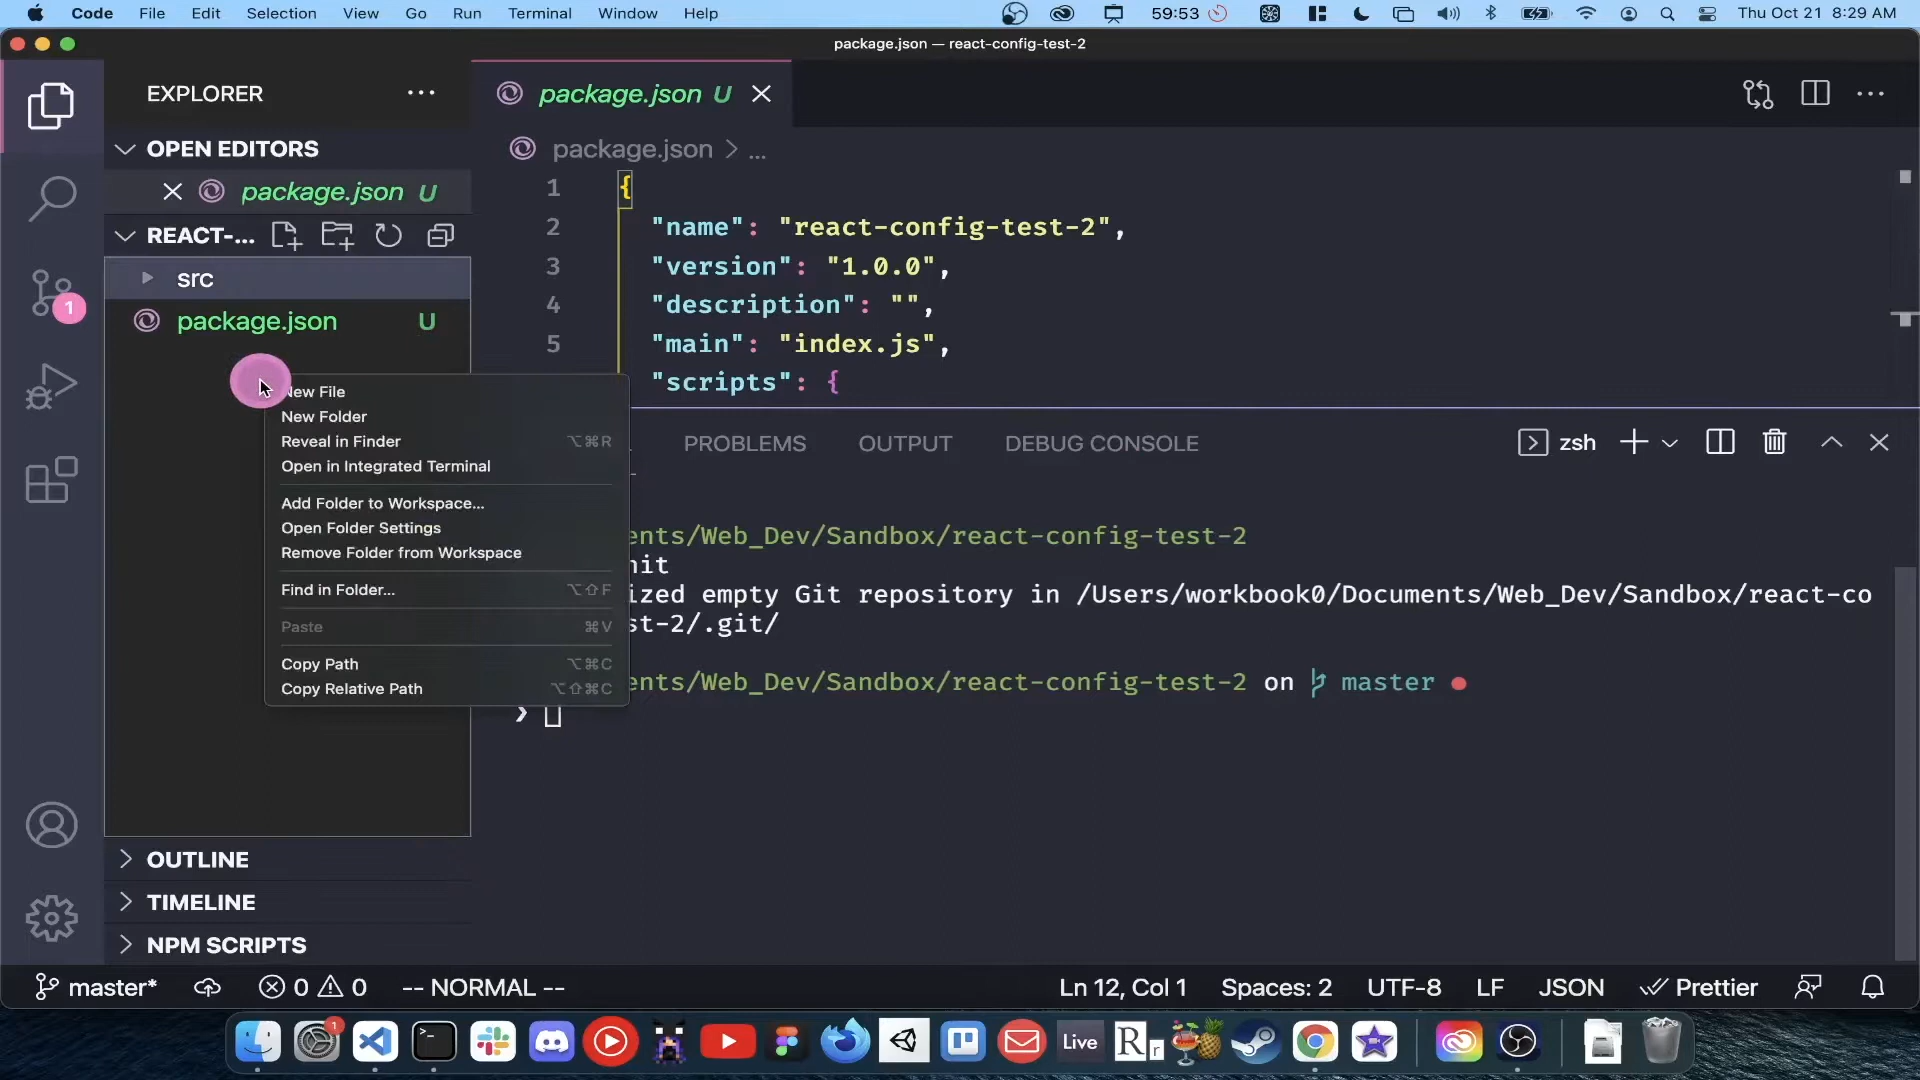 Code File Edit Selection View Go Run Terminal Window Help 59:53 Thu Oct 21 8:29 AM
package.json — react-config-test-2
EXPLORER
package.json U
OPEN EDITORS
package.json > ...
package.json U
REACT-...
src
package.json U
1 {
2 "name": "react-config-test-2",
3 "version": "1.0.0",
4 "description": "",
5 "main": "index.js",
"scripts": {
1
New File
New Folder
Reveal in Finder ⌥⌘R
Open in Integrated Terminal
Add Folder to Workspace...
Open Folder Settings
Remove Folder from Workspace
Find in Folder... ⌥⇧F
Paste ⌘V
Copy Path ⌥⌘C
Copy Relative Path ⌥⇧⌘C
PROBLEMS OUTPUT DEBUG CONSOLE zsh
ents/Web_Dev/Sandbox/react-config-test-2
nit
ized empty Git repository in /Users/workbook0/Documents/Web_Dev/Sandbox/react-co
st-2/.git/
ents/Web_Dev/Sandbox/react-config-test-2 on master
❯
OUTLINE
TIMELINE
NPM SCRIPTS
master* 0 0 -- NORMAL -- Ln 12, Col 1 Spaces: 2 UTF-8 LF JSON Prettier
1
Live
R r